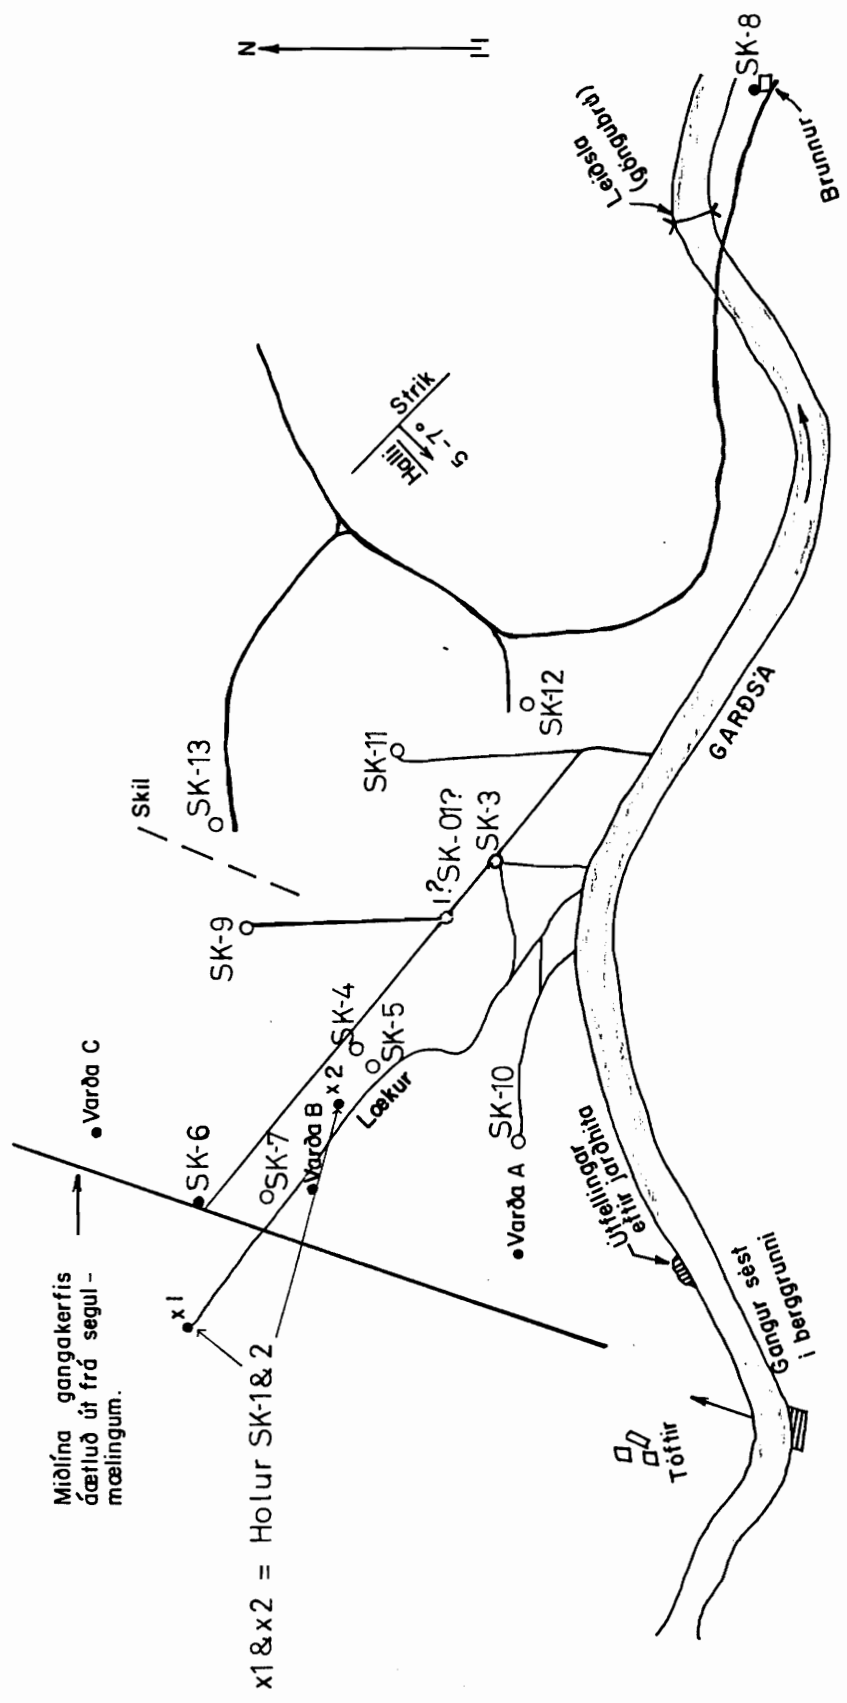 Miðlína gangakerfis
áætluð út frá segul-
mælingum.
Varða C
Skil
N
SK-6
SK-9
SK-13
x 1
SK-7
Varða B
x 2
SK-4
SK-5
1? SK-01?
SK-3
SK-11
SK-12
Halli
5-7°
Strik
x1 & x2 = Holur SK-1 & 2
Lækur
SK-10
Varða A
Leiðsla
(göngubrú)
SK-8
Brunnur
Útfellingar
eftir jarðhita
GARÐSÁ
Tóftir
Gangur sést
í berggrunni